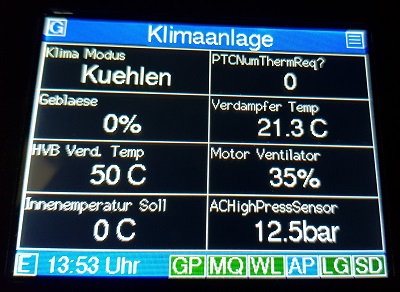 G Klimaanlage
Klima Modus
Kuehlen
PTCNumThermReq?
0
Geblaese
0%
Verdampfer Temp
21.3 C
HVB Verd. Temp
50 C
Motor Ventilator
35%
Innenemperatur Soll
0 C
ACHighPressSensor
12.5bar
E 13:53 Uhr GP MQ WL AP LG SD